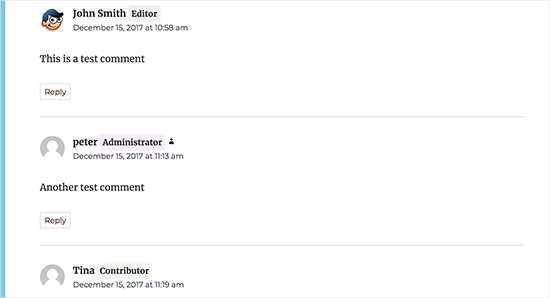 John Smith Editor
December 15, 2017 at 10:58 am
This is a test comment
Reply
peter Administrator
December 15, 2017 at 11:13 am
Another test comment
Reply
Tina Contributor
December 15, 2017 at 11:19 am